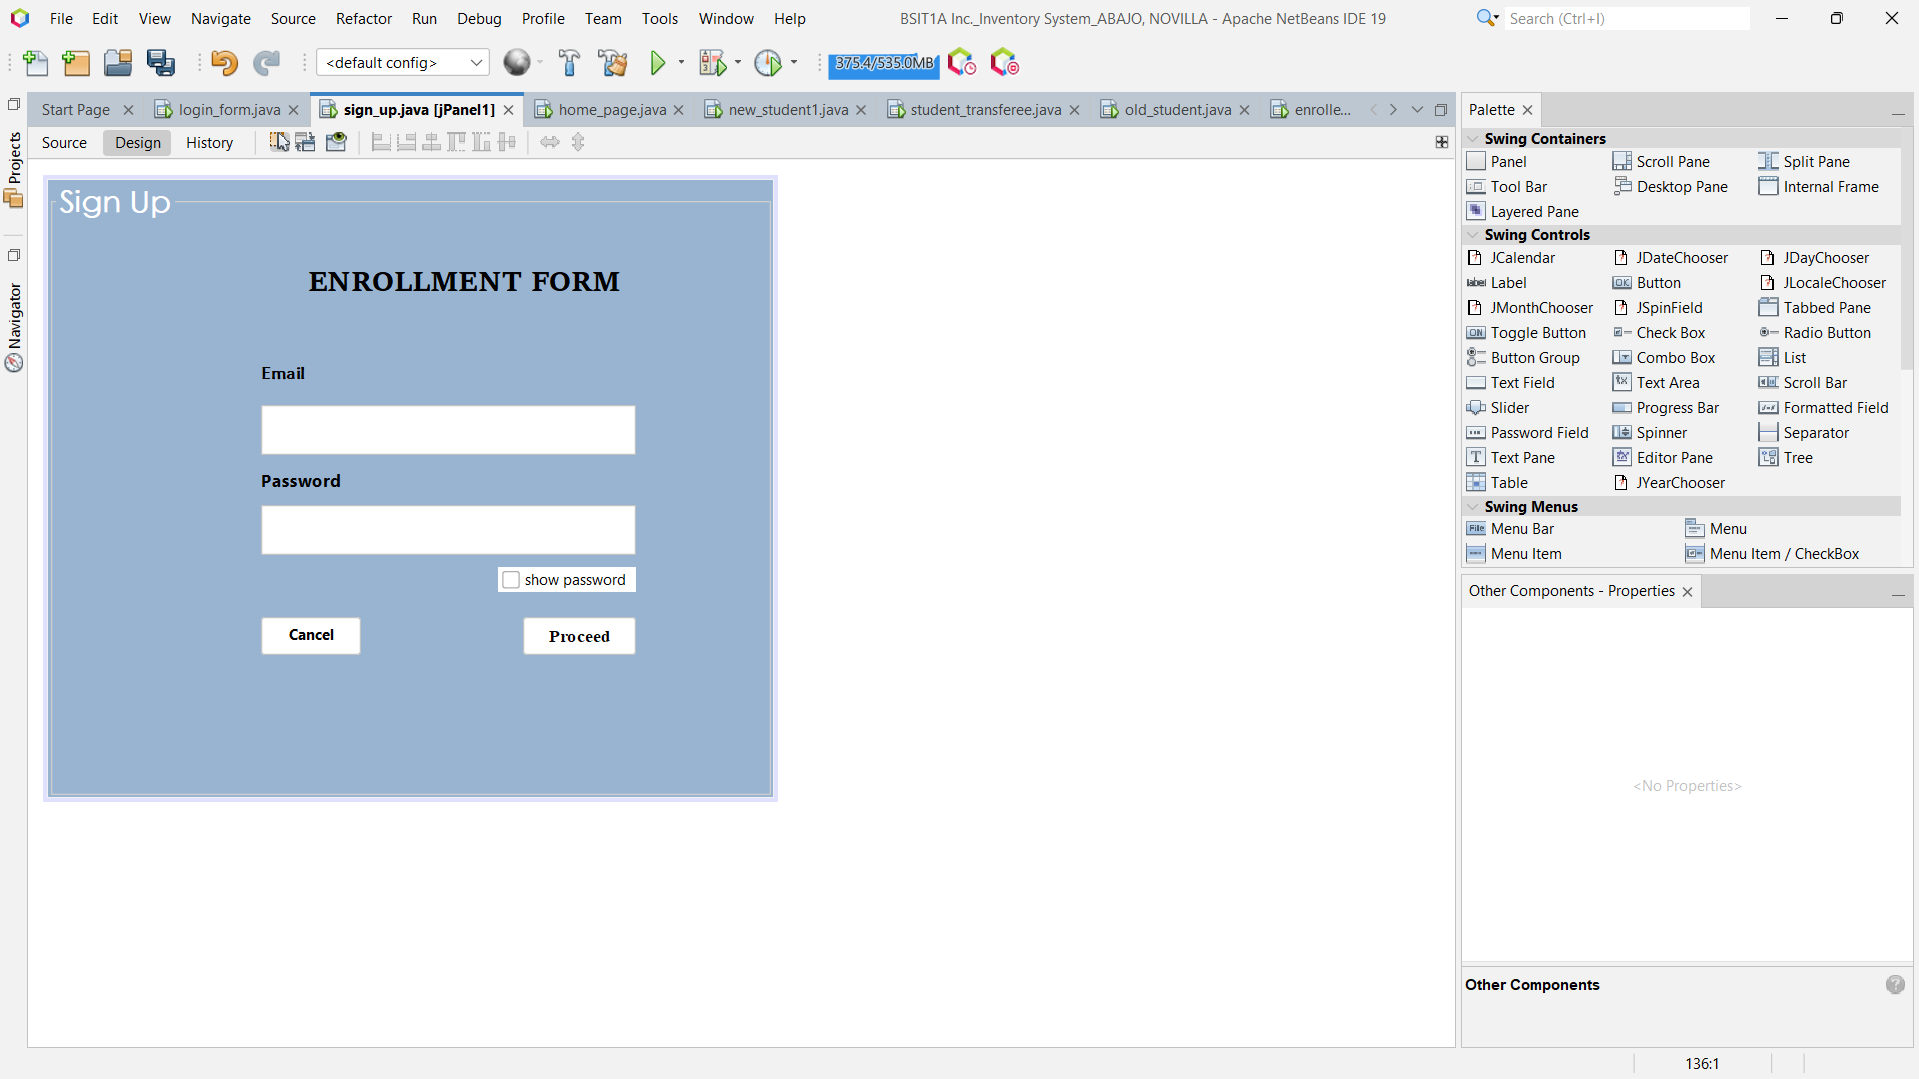 File Edit View Navigate Source Refactor Run Debug Profile Team Tools Window Help
BSIT1A Inc._Inventory System_ABAJO, NOVILLA - Apache NetBeans IDE 19
Search (Ctrl+I)
<default config>
375.4/535.0MB
Start Page
login_form.java
sign_up.java [jPanel1]
home_page.java
new_student1.java
student_transferee.java
old_student.java
enrolle...
Source Design History
Projects
Navigator
Sign Up
ENROLLMENT FORM
Email
Password
show password
Cancel
Proceed
Palette
Swing Containers
Panel Scroll Pane Split Pane
Tool Bar Desktop Pane Internal Frame
Layered Pane
Swing Controls
JCalendar JDateChooser JDayChooser
label Label OK Button JLocaleChooser
JMonthChooser JSpinField Tabbed Pane
ON Toggle Button Check Box Radio Button
Button Group Combo Box List
Text Field Text Area Scroll Bar
Slider Progress Bar Formatted Field
Password Field Spinner Separator
T Text Pane Editor Pane Tree
Table JYearChooser
Swing Menus
File Menu Bar Menu
Menu Item Menu Item / CheckBox
Other Components - Properties
<No Properties>
Other Components
?
136:1